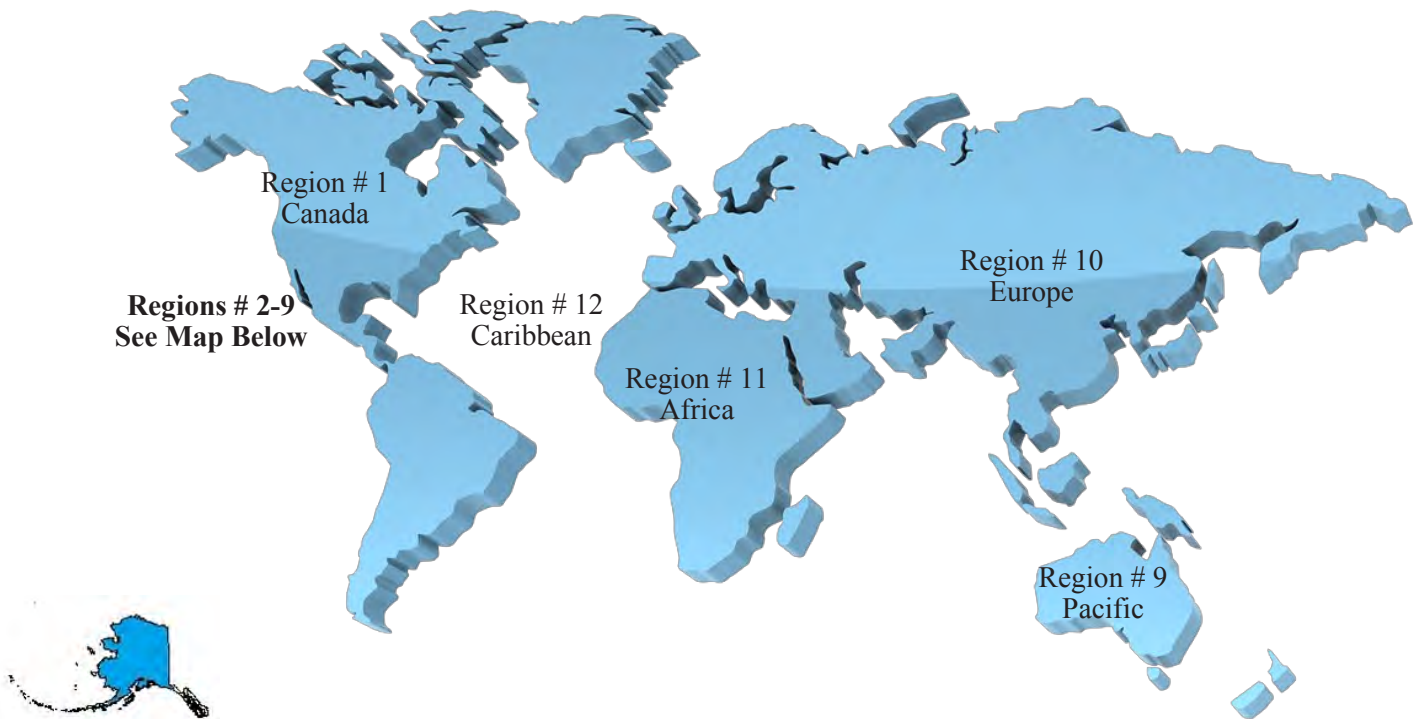 Region # 1
Canada
Regions # 2-9
See Map Below
Region # 12
Caribbean
Region # 10
Europe
Region # 11
Africa
Region # 9
Pacific